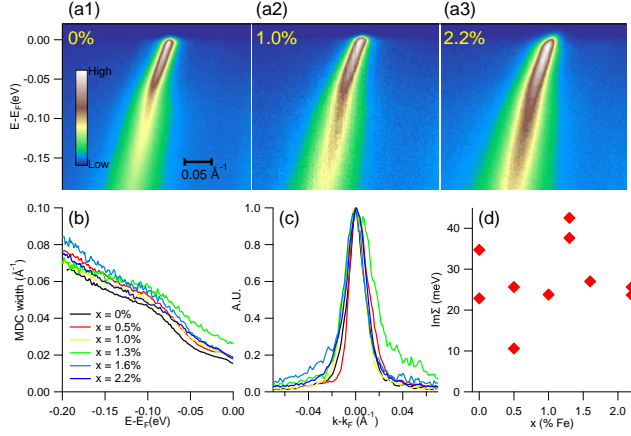 (a1) (a2) (a3)
0% 1.0% 2.2%
0.00
-0.05
-0.10
-0.15
E-EF(eV)
High
Low
0.05 Å-1
(b) (c) (d)
0.10
0.08
0.06
0.04
0.02
0.00
MDC width (Å-1)
x = 0%
x = 0.5%
x = 1.0%
x = 1.3%
x = 1.6%
x = 2.2%
-0.20 -0.15 -0.10 -0.05 0.00
E-EF(eV)
1.0
0.8
0.6
0.4
0.2
0.0
A.U.
-0.04 0.00 0.04
k-kF (Å-1)
40
30
20
10
0
ImΣ (meV)
0.0 0.5 1.0 1.5 2.0
x (% Fe)